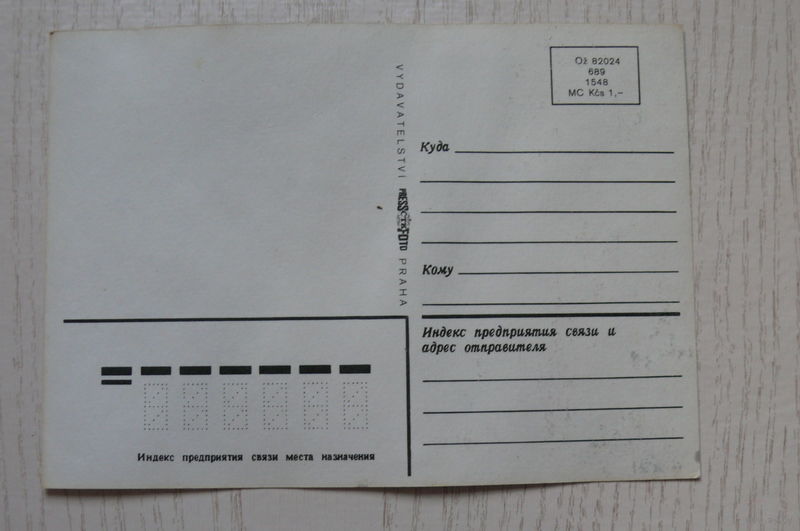 Ož 82024
689
1548
MC Kčs 1,–
VYDAVATELSTVÍ PRESSFOTO PRAHA
Куда
Кому
Индекс предприятия связи и
адрес отправителя
Индекс предприятия связи места назначения